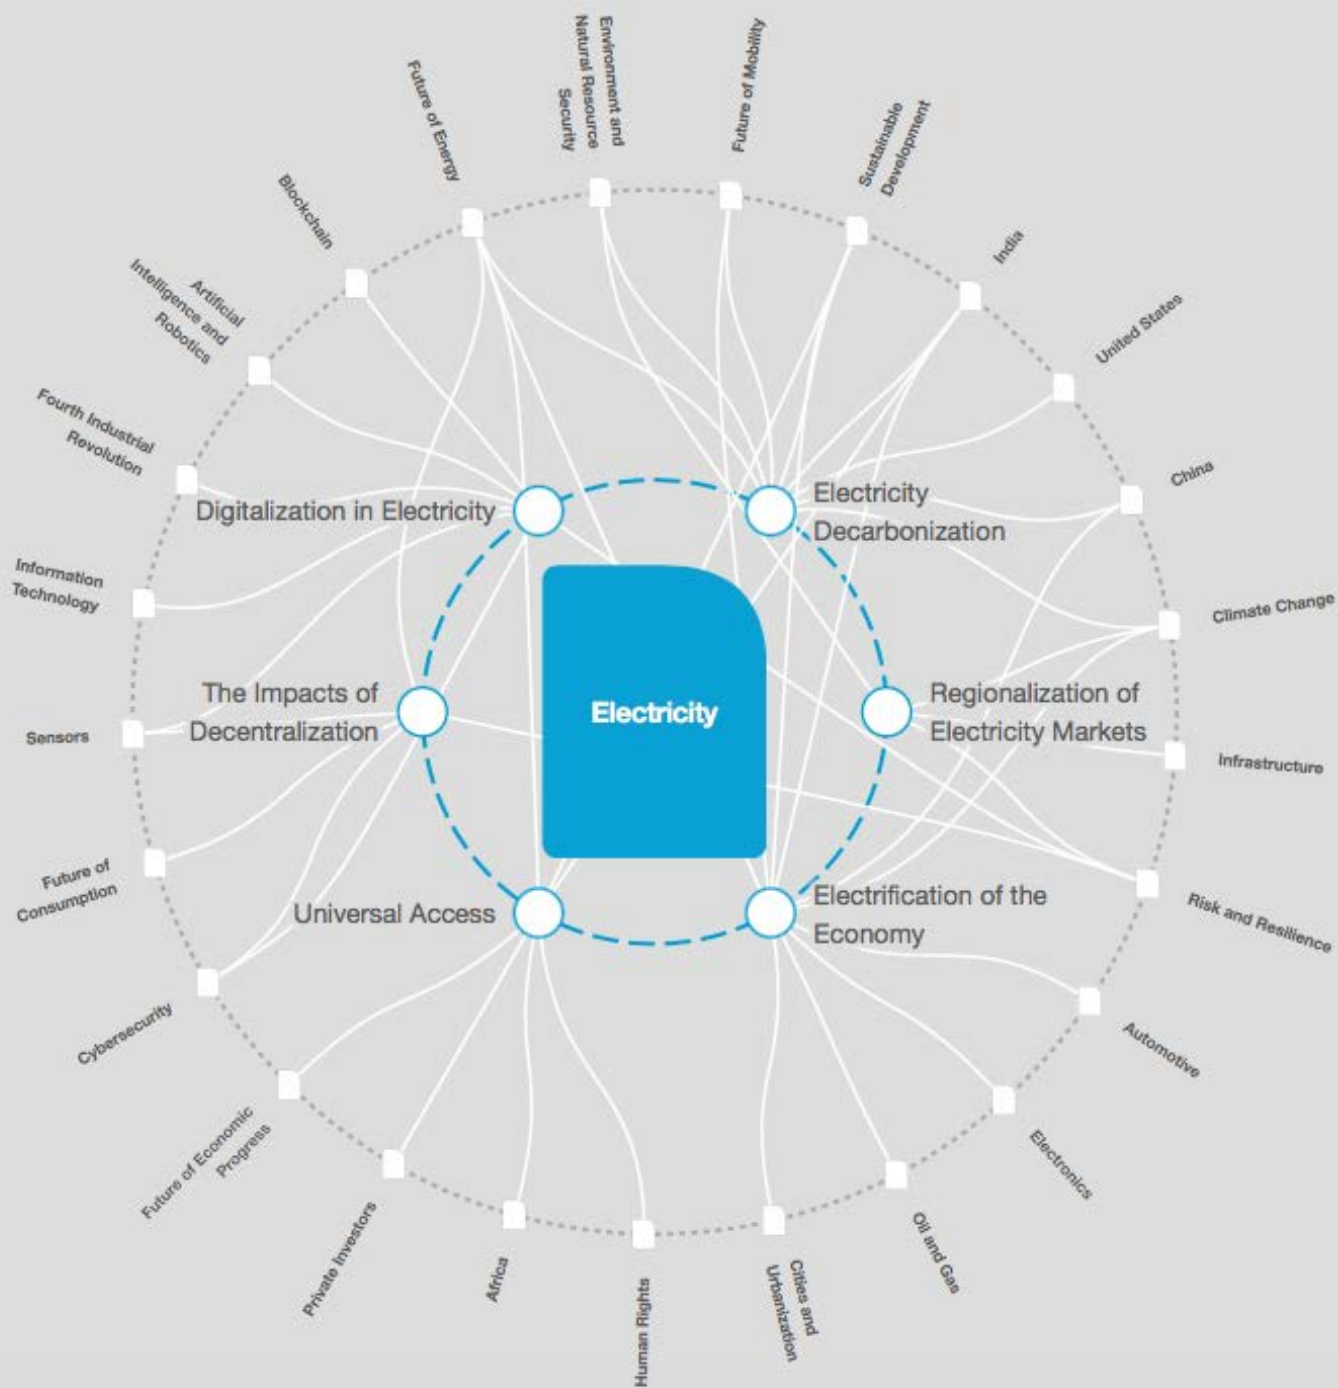 Environment and
Natural Resource
Security
Future of Mobility
Sustainable
Development
India
United States
China
Climate Change
Infrastructure
Risk and Resilience
Automotive
Electronics
Oil and Gas
Cities and
Urbanization
Human Rights
Africa
Private Investors
Future of Economic
Progress
Cybersecurity
Future of
Consumption
Sensors
Information
Technology
Fourth Industrial
Revolution
Artificial
Intelligence and
Robotics
Blockchain
Future of Energy
Digitalization in Electricity
Electricity
Decarbonization
The Impacts of
Decentralization
Electricity
Regionalization of
Electricity Markets
Universal Access
Electrification of the
Economy